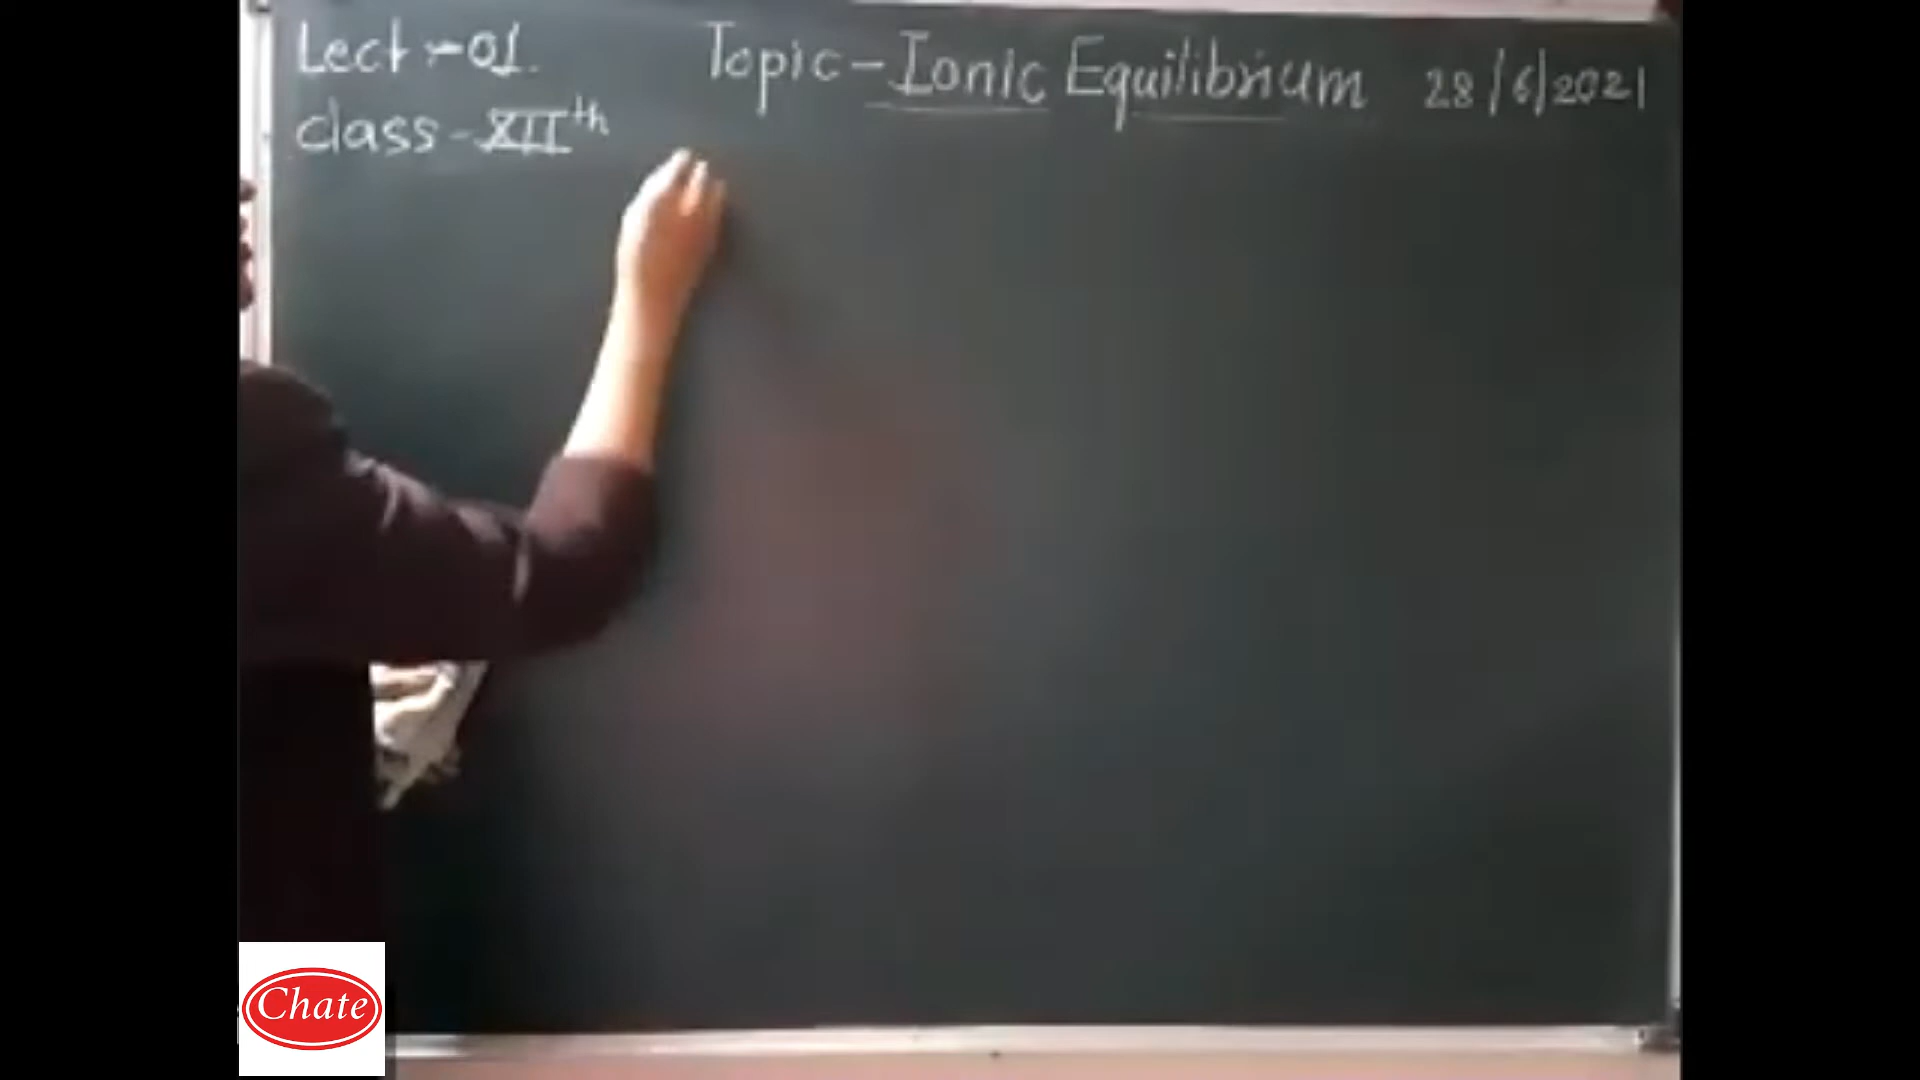 Lect :- 01.
Topic - Ionic Equilibrium 28/6/2021
class - XIIth
Chate